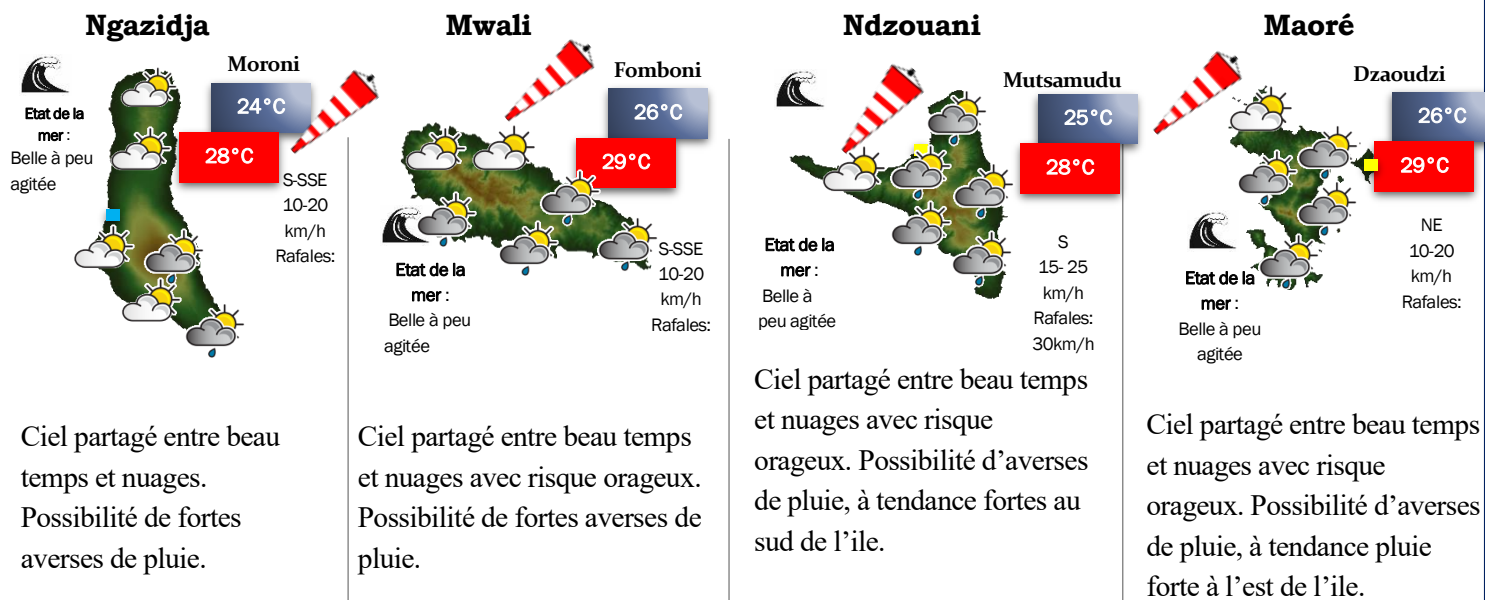 Ngazidja
Moroni
24°C
28°C
Etat de la
mer :
Belle à peu
agitée
S-SSE
10-20
km/h
Rafales:
Ciel partagé entre beau
temps et nuages.
Possibilité de fortes
averses de pluie.
Mwali
Fomboni
26°C
29°C
Etat de la
mer :
Belle à peu
agitée
S-SSE
10-20
km/h
Rafales:
Ciel partagé entre beau temps
et nuages avec risque orageux.
Possibilité de fortes averses de
pluie.
Ndzouani
Mutsamudu
25°C
28°C
Etat de la
mer :
Belle à
peu agitée
S
15- 25
km/h
Rafales:
30km/h
Ciel partagé entre beau temps
et nuages avec risque
orageux. Possibilité d’averses
de pluie, à tendance fortes au
sud de l’ile.
Maoré
Dzaoudzi
26°C
29°C
Etat de la
mer :
Belle à peu
agitée
NE
10-20
km/h
Rafales:
Ciel partagé entre beau temps
et nuages avec risque
orageux. Possibilité d’averses
de pluie, à tendance pluie
forte à l’est de l’ile.